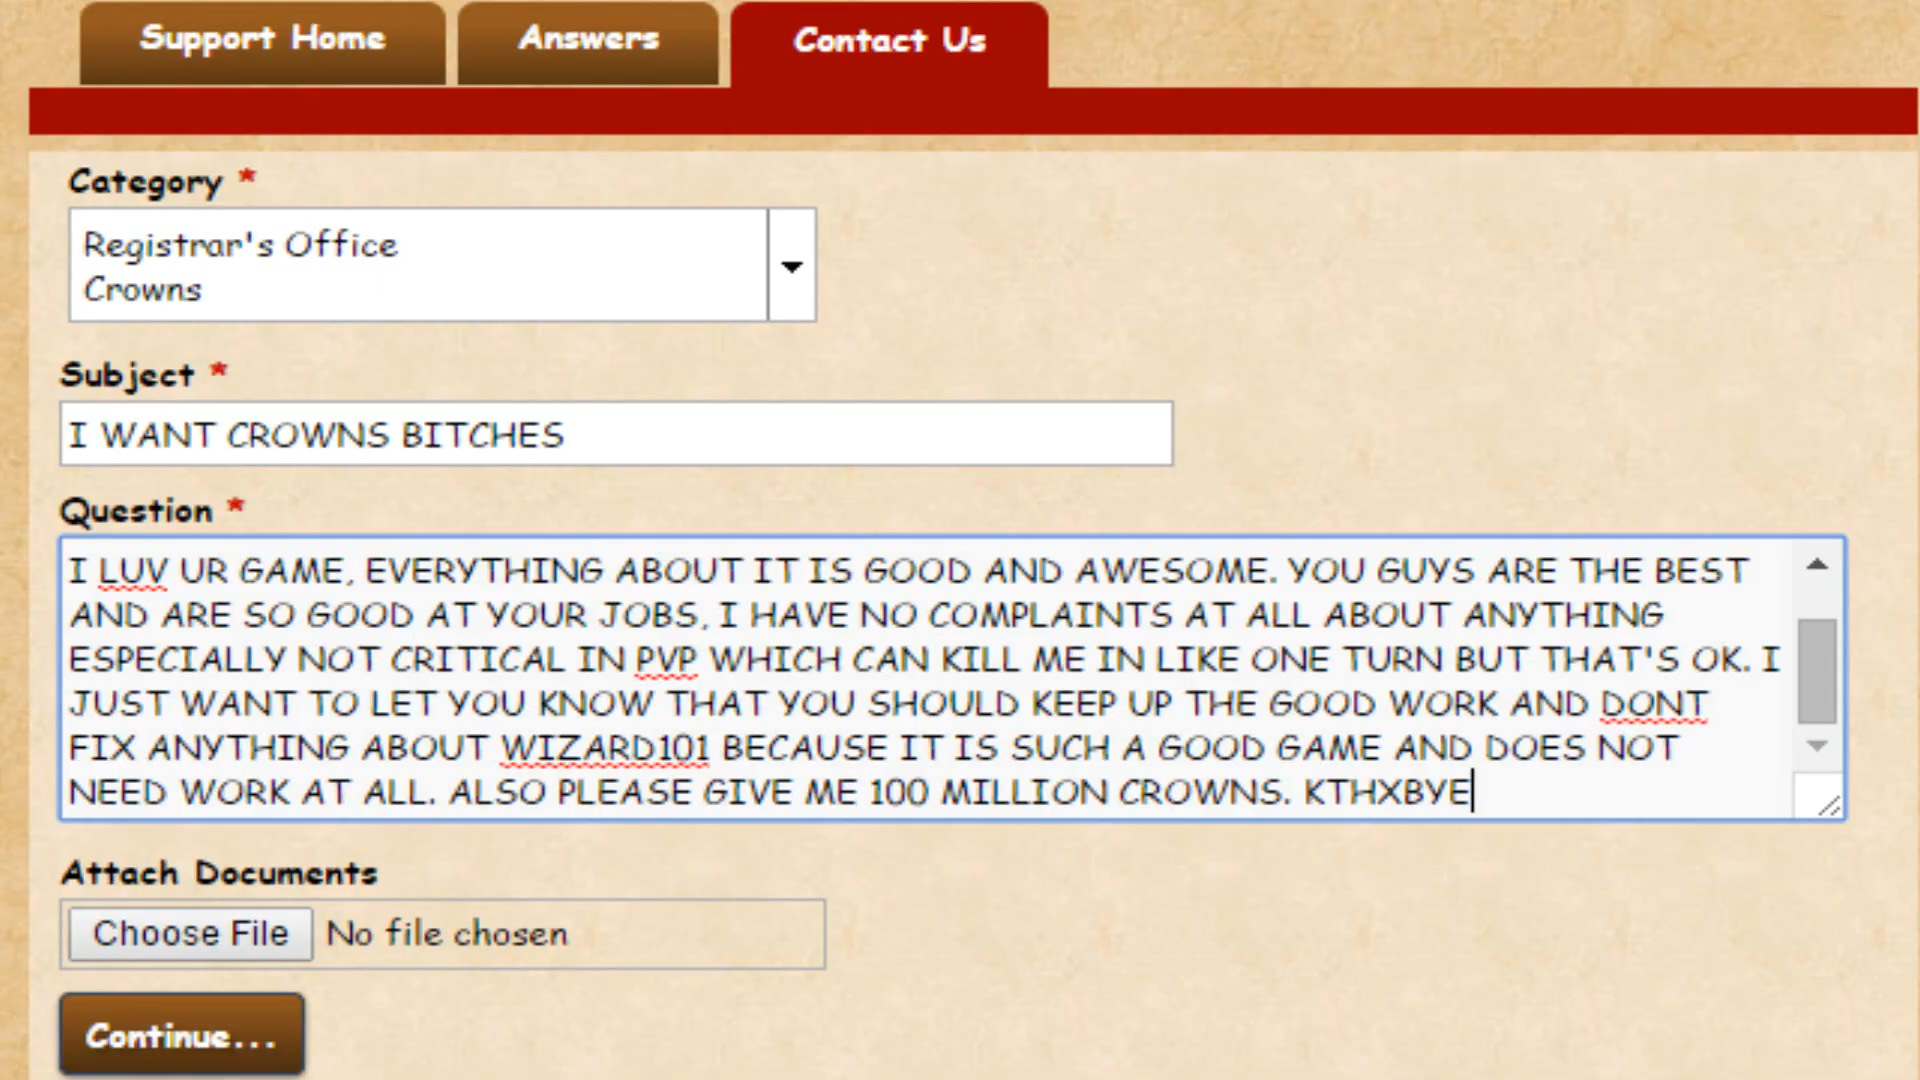 Support Home Answers Contact Us
Category *
Registrar's Office
Crowns
Subject *
I WANT CROWNS BITCHES
Question *
I LUV UR GAME, EVERYTHING ABOUT IT IS GOOD AND AWESOME. YOU GUYS ARE THE BEST
AND ARE SO GOOD AT YOUR JOBS, I HAVE NO COMPLAINTS AT ALL ABOUT ANYTHING
ESPECIALLY NOT CRITICAL IN PVP WHICH CAN KILL ME IN LIKE ONE TURN BUT THAT'S OK. I
JUST WANT TO LET YOU KNOW THAT YOU SHOULD KEEP UP THE GOOD WORK AND DONT
FIX ANYTHING ABOUT WIZARD101 BECAUSE IT IS SUCH A GOOD GAME AND DOES NOT
NEED WORK AT ALL. ALSO PLEASE GIVE ME 100 MILLION CROWNS. KTHXBYE
Attach Documents
Choose File No file chosen
Continue...